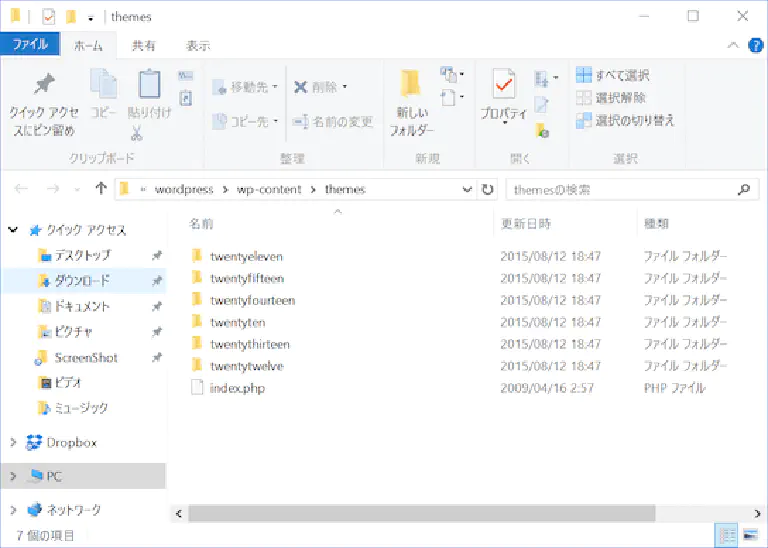 themes
ファイル ホーム 共有 表示
クイック アクセスにピン留め
コピー
貼り付け
移動先
コピー先
削除
名前の変更
新しいフォルダー
プロパティ
すべて選択
選択解除
選択の切り替え
クリップボード 整理 新規 開く 選択
« wordpress > wp-content > themes
themesの検索
クイック アクセス
デスクトップ
ダウンロード
ドキュメント
ピクチャ
ScreenShot
ビデオ
ミュージック
Dropbox
PC
ネットワーク
名前 更新日時 種類
twentyeleven 2015/08/12 18:47 ファイル フォルダー
twentyfifteen 2015/08/12 18:47 ファイル フォルダー
twentyfourteen 2015/08/12 18:47 ファイル フォルダー
twentyten 2015/08/12 18:47 ファイル フォルダー
twentythirteen 2015/08/12 18:47 ファイル フォルダー
twentytwelve 2015/08/12 18:47 ファイル フォルダー
index.php 2009/04/16 2:57 PHP ファイル
7 個の項目